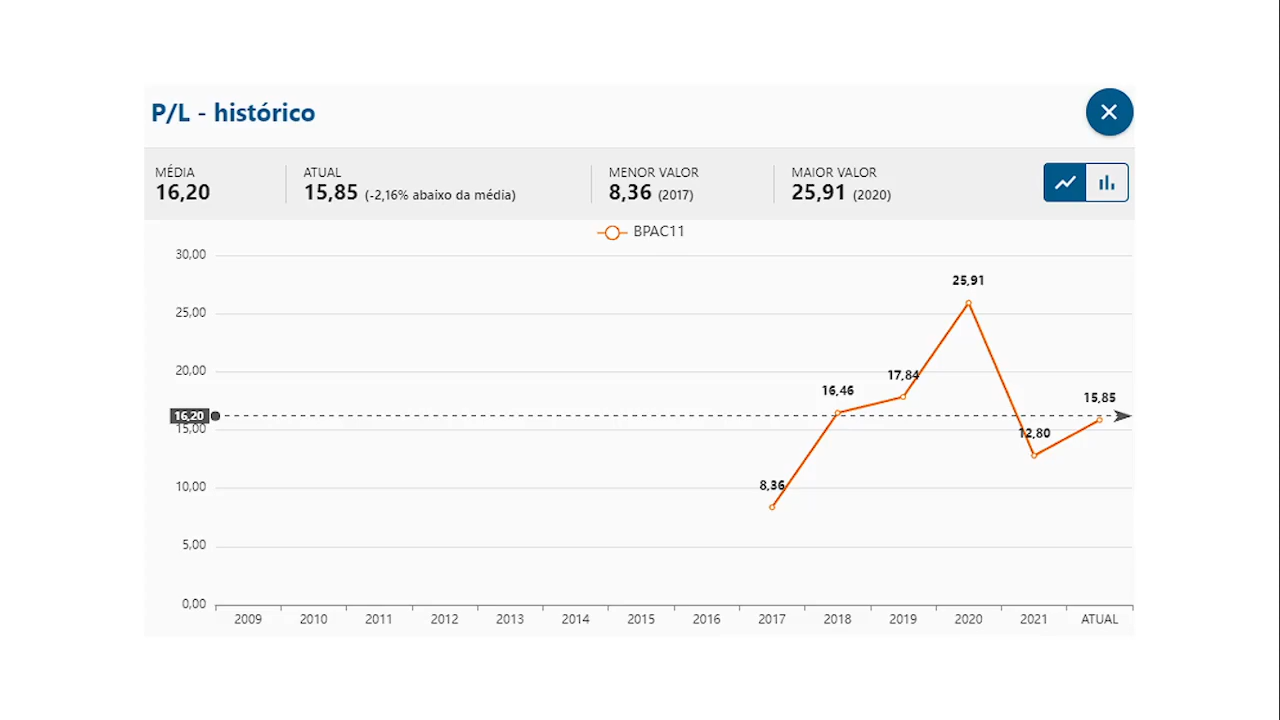 P/L - histórico
MÉDIA
16,20
ATUAL
15,85 (-2,16% abaixo da média)
MENOR VALOR
8,36 (2017)
MAIOR VALOR
25,91 (2020)
BPAC11
30,00
25,00
20,00
16,20
15,00
10,00
5,00
0,00
8,36
16,46
17,84
25,91
12,80
15,85
2009 2010 2011 2012 2013 2014 2015 2016 2017 2018 2019 2020 2021 ATUAL